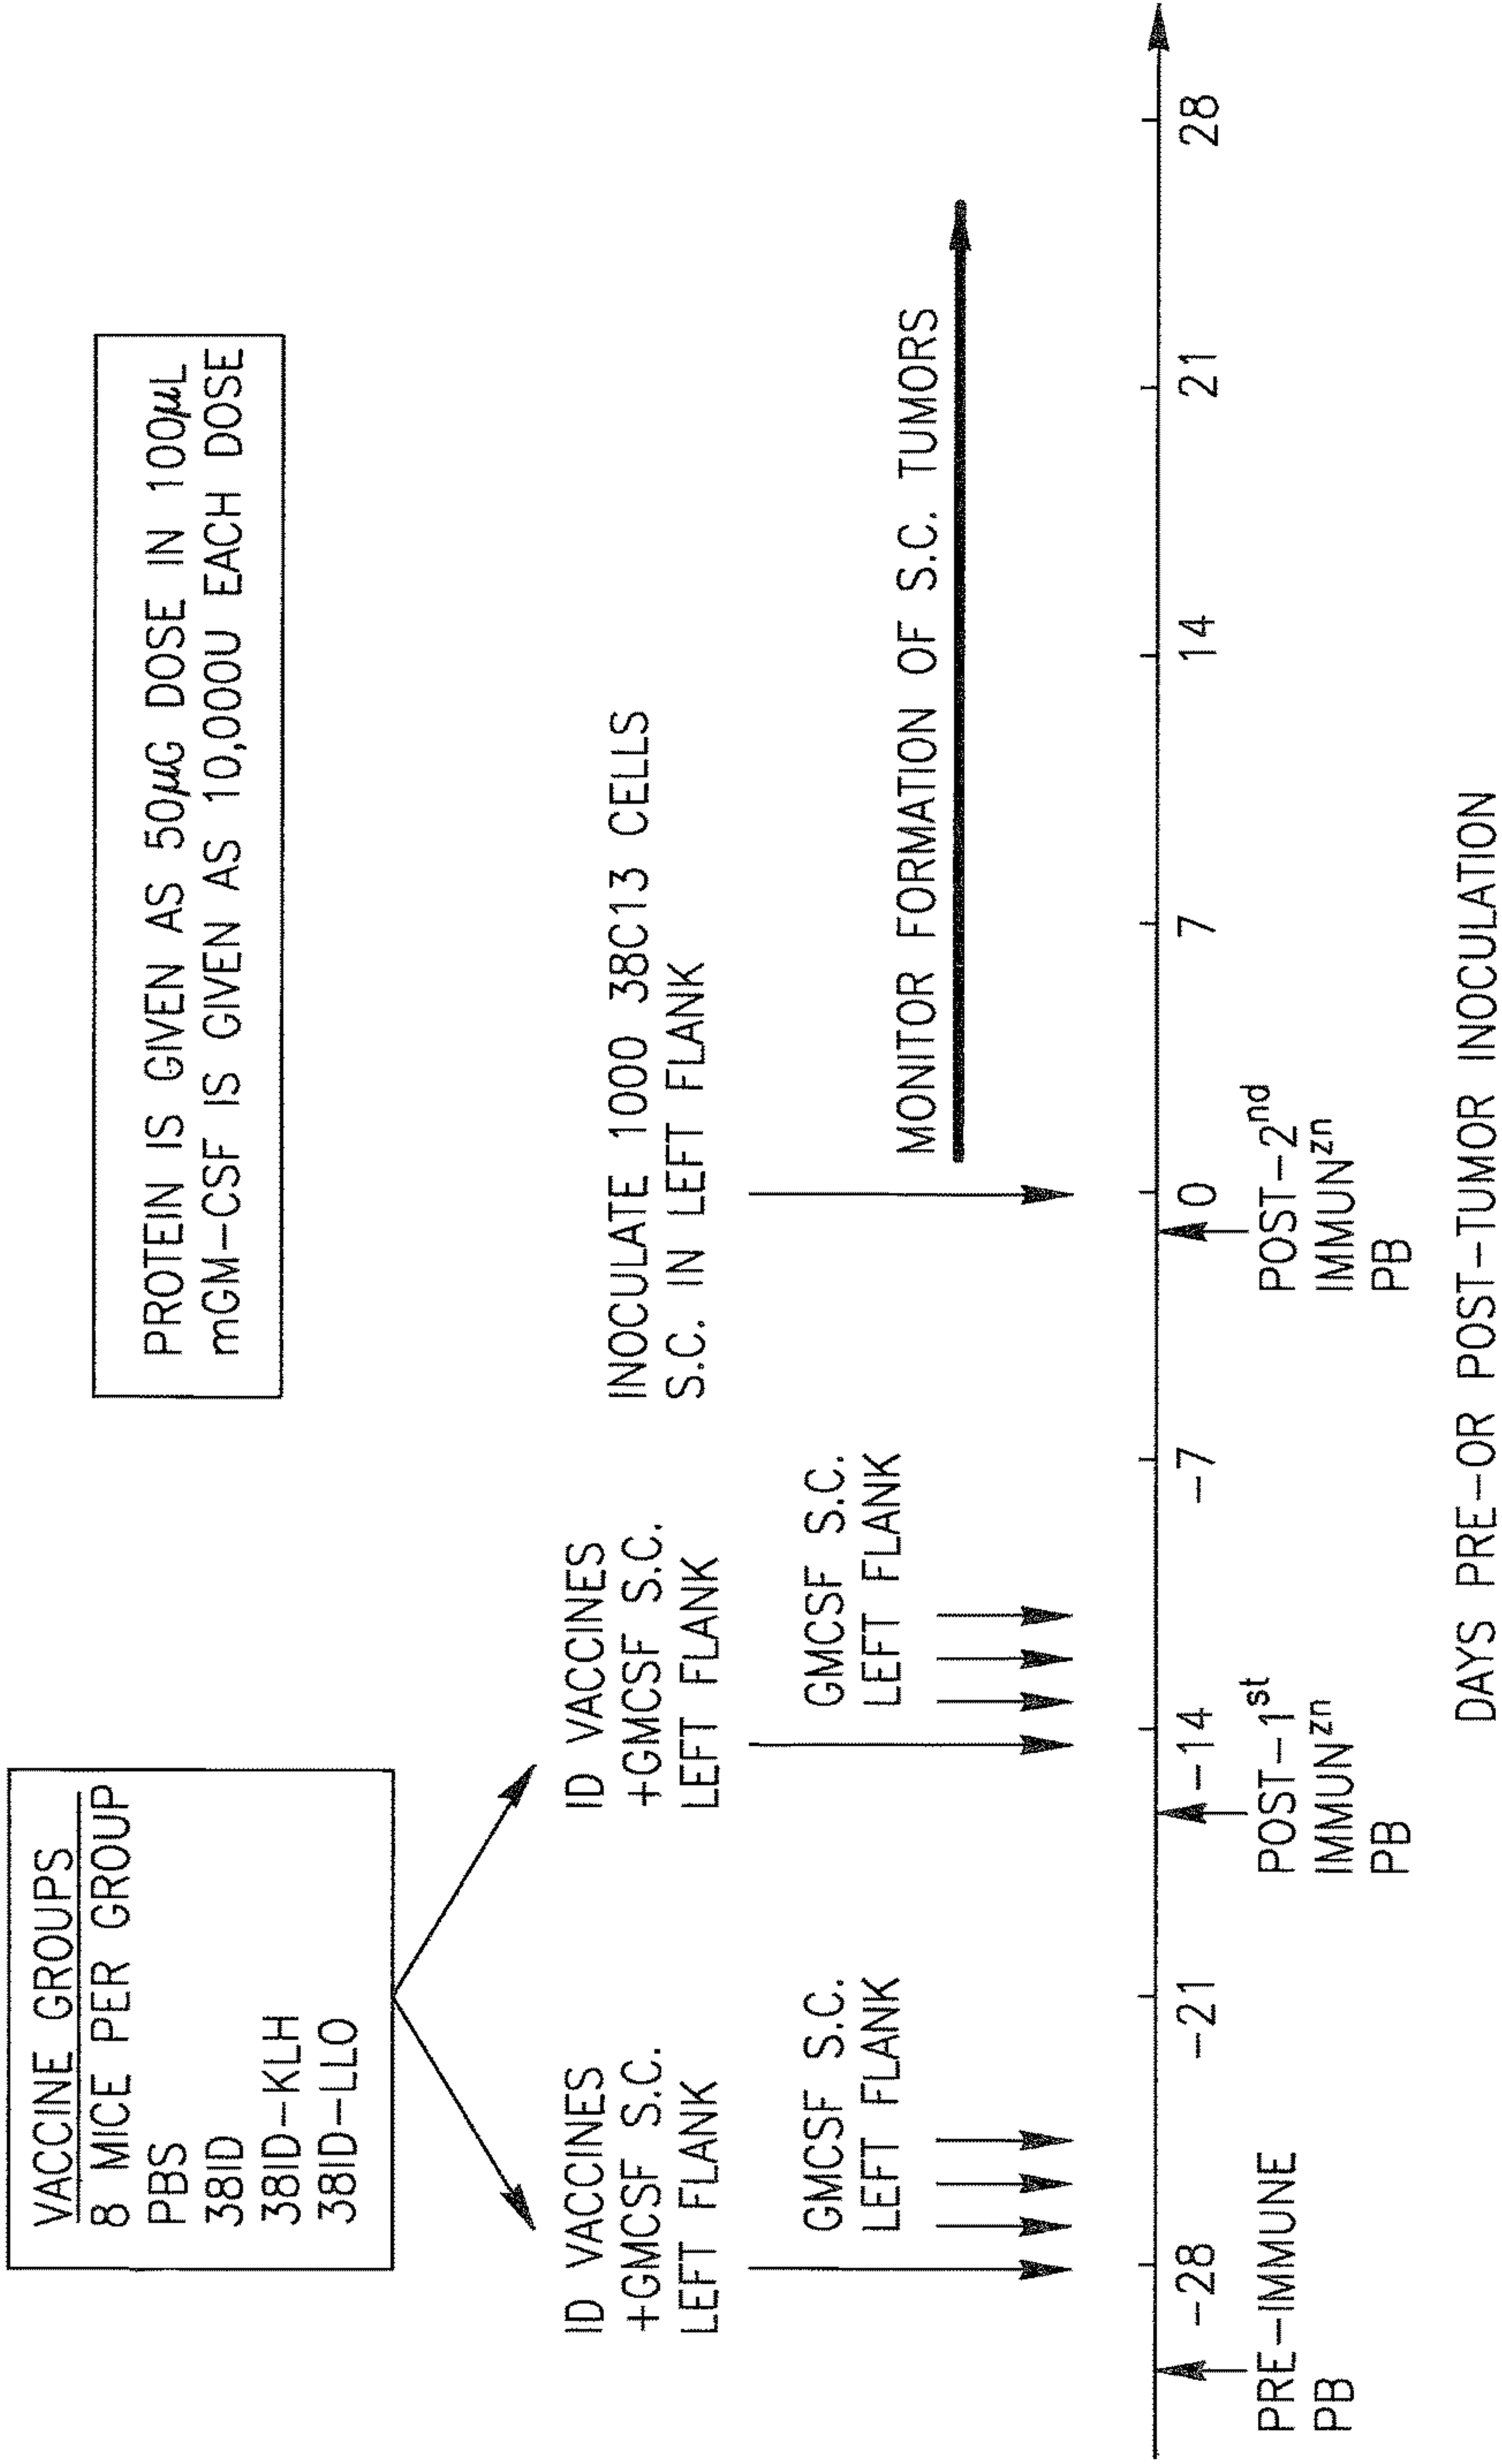 VACCINE GROUPS
8 MICE PER GROUP
PBS
38ID
38ID-KLH
38ID-LLO
PROTEIN IS GIVEN AS 50µG DOSE IN 100µL
mGM-CSF IS GIVEN AS 10,000U EACH DOSE
ID VACCINES
+GMCSF S.C.
LEFT FLANK
ID VACCINES
+GMCSF S.C.
LEFT FLANK
INOCULATE 1000 38C13 CELLS
S.C. IN LEFT FLANK
GMCSF S.C.
LEFT FLANK
GMCSF S.C.
LEFT FLANK
MONITOR FORMATION OF S.C. TUMORS
-28 -21 -14 -7 0 7 14 21 28
PRE-IMMUNE
PB
POST-1st
IMMUNzn
PB
POST-2nd
IMMUNzn
PB
DAYS PRE-OR POST-TUMOR INOCULATION